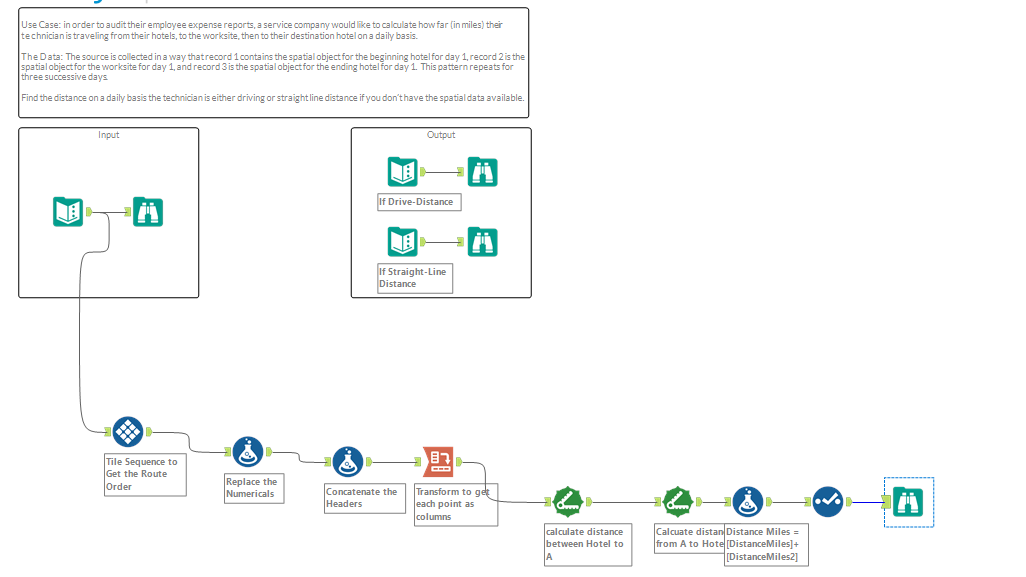 Use Case: in order to audit their employee expense reports, a service company would like to calculate how far (in miles) their
technician is traveling from their hotels, to the worksite, then to their destination hotel on a daily basis.
The Data: The source is collected in a way that record 1 contains the spatial object for the beginning hotel for day 1, record 2 is the
spatial object for the worksite for day 1, and record 3 is the spatial object for the ending hotel for day 1. This pattern repeats for
three successive days.
Find the distance on a daily basis the technician is either driving or straight line distance if you don't have the spatial data available.
Input
Output
If Drive-Distance
If Straight-Line
Distance
Tile Sequence to
Get the Route
Order
Replace the
Numericals
Concatenate the
Headers
Transform to get
each point as
columns
calculate distance
between Hotel to
A
Calcuate distan
from A to Hote
Distance Miles =
[DistanceMiles]+
[DistanceMiles2]